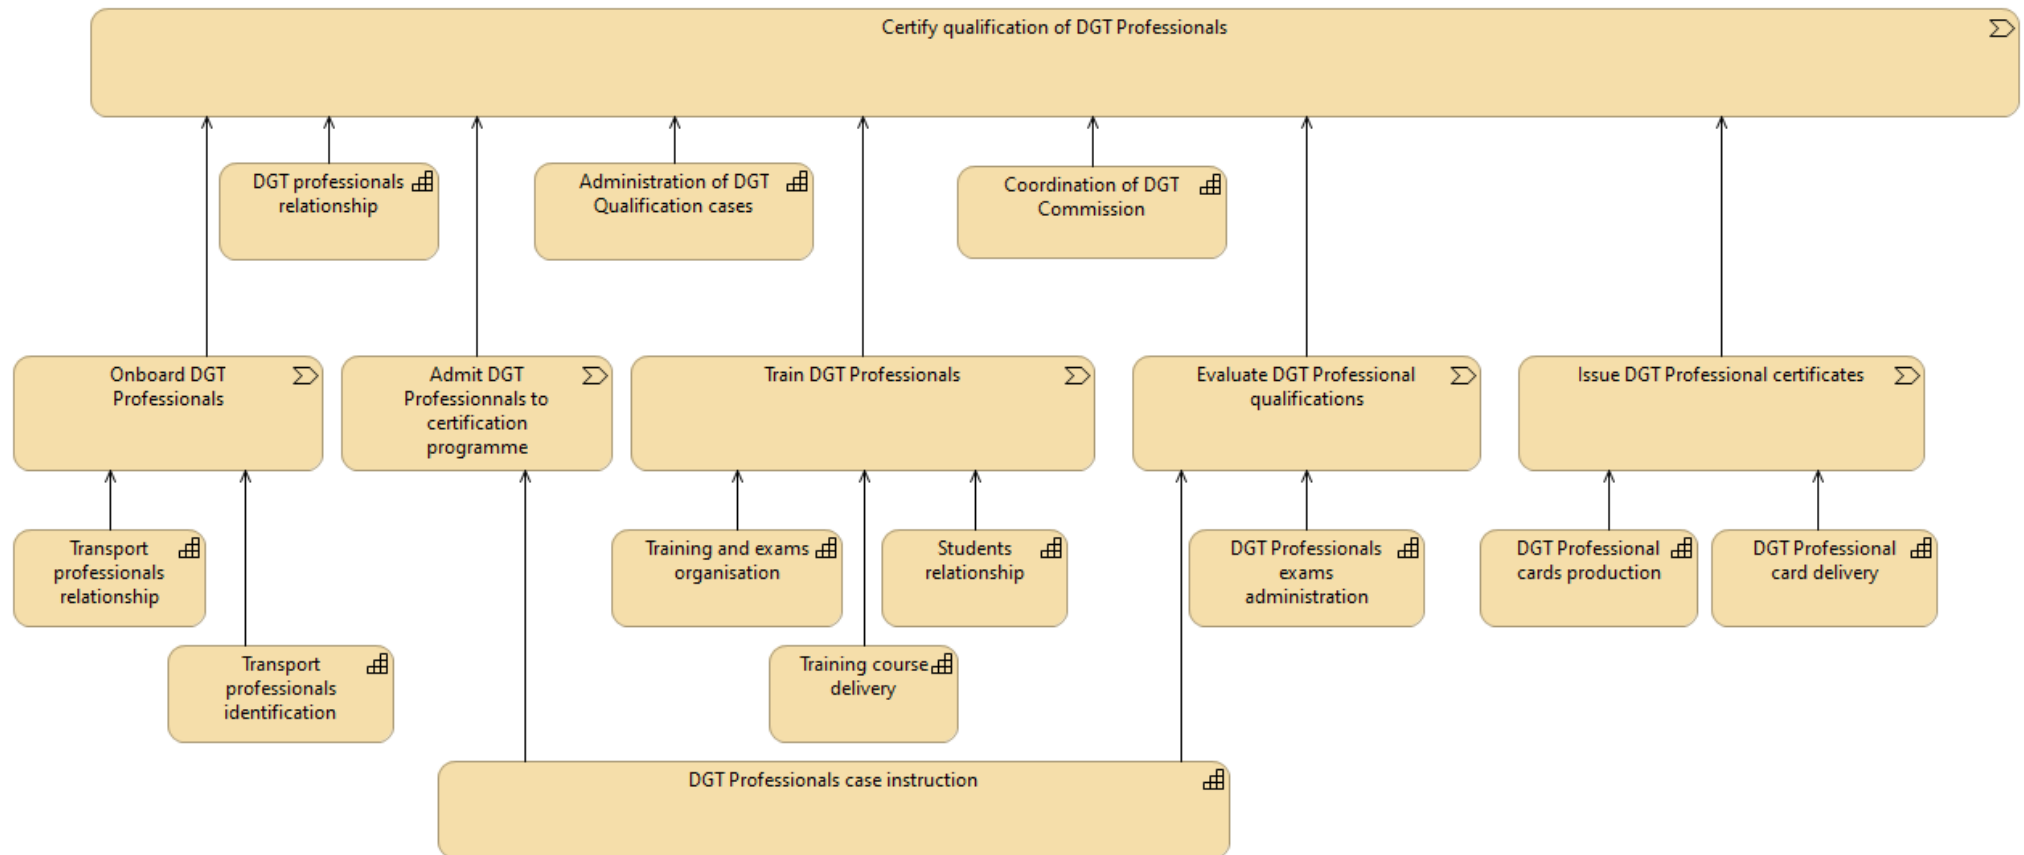 Certify qualification of DGT Professionals
DGT professionals
relationship
Administration of DGT
Qualification cases
Coordination of DGT
Commission
Onboard DGT
Professionals
Admit DGT
Professionnals to
certification
programme
Train DGT Professionals
Evaluate DGT Professional
qualifications
Issue DGT Professional certificates
Transport
professionals
relationship
Training and exams
organisation
Students
relationship
DGT Professionals
exams
administration
DGT Professional
cards production
DGT Professional
card delivery
Transport
professionals
identification
Training course
delivery
DGT Professionals case instruction